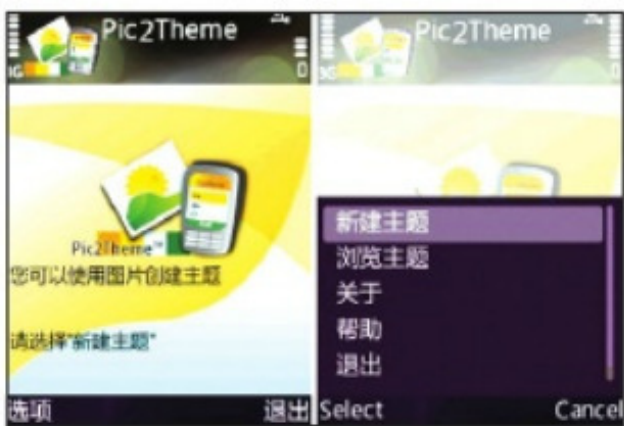 Pic2Theme
3G
Pic2Theme™
您可以使用图片创建主题
请选择"新建主题"
选项 退出
Pic2Theme
3G
新建主题
浏览主题
关于
帮助
退出
Select Cancel